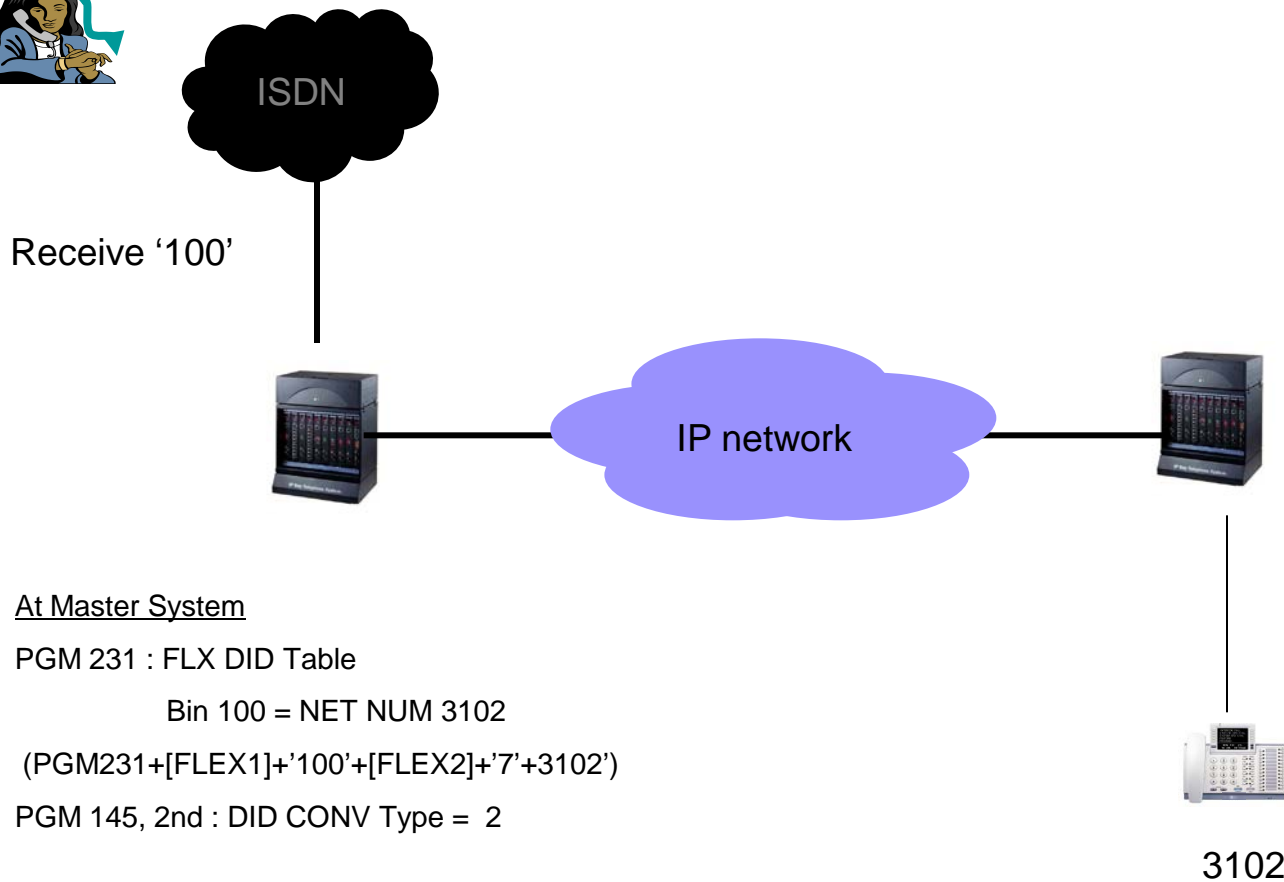 ISDN
Receive ‘100’
IP network
At Master System
PGM 231 : FLX DID Table
Bin 100 = NET NUM 3102
(PGM231+[FLEX1]+’100’+[FLEX2]+’7’+3102’)
PGM 145, 2nd : DID CONV Type = 2
3102